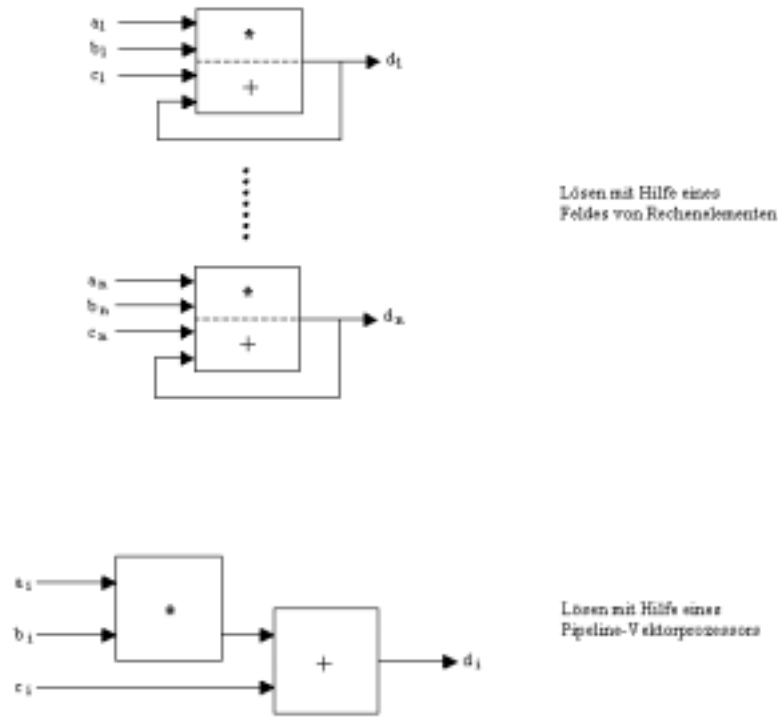 a₁
*
b₁
d₁
c₁
+
Lösen mit Hilfe eines
Feldes von Rechenelementen
aₙ
*
bₙ
dₙ
cₙ
+
aᵢ
*
bᵢ
Lösen mit Hilfe eines
Pipeline-Vektorprozessors
+
dᵢ
cᵢ